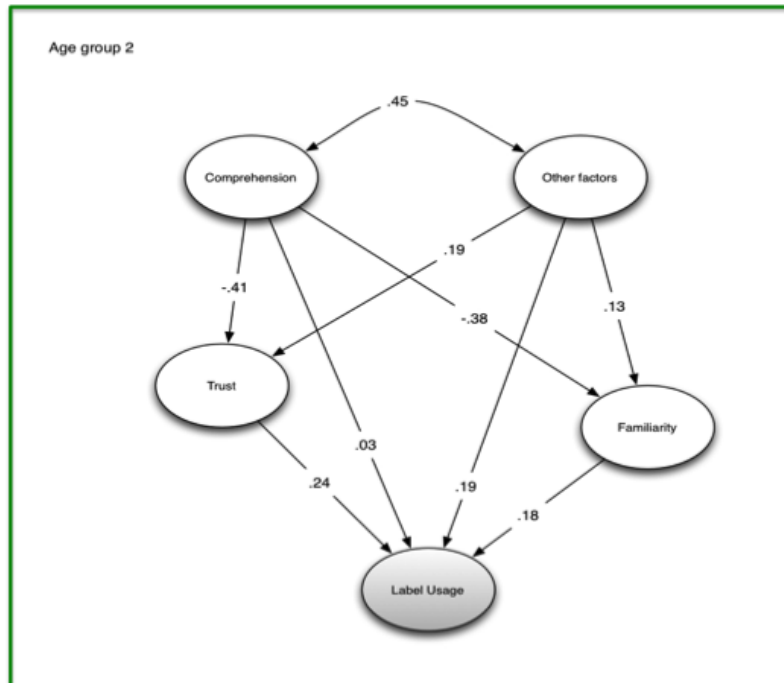 Age group 2
.45
Comprehension
Other factors
.19
-.41
.13
-.38
Trust
Familiarity
.03
.24
.19
.18
Label Usage